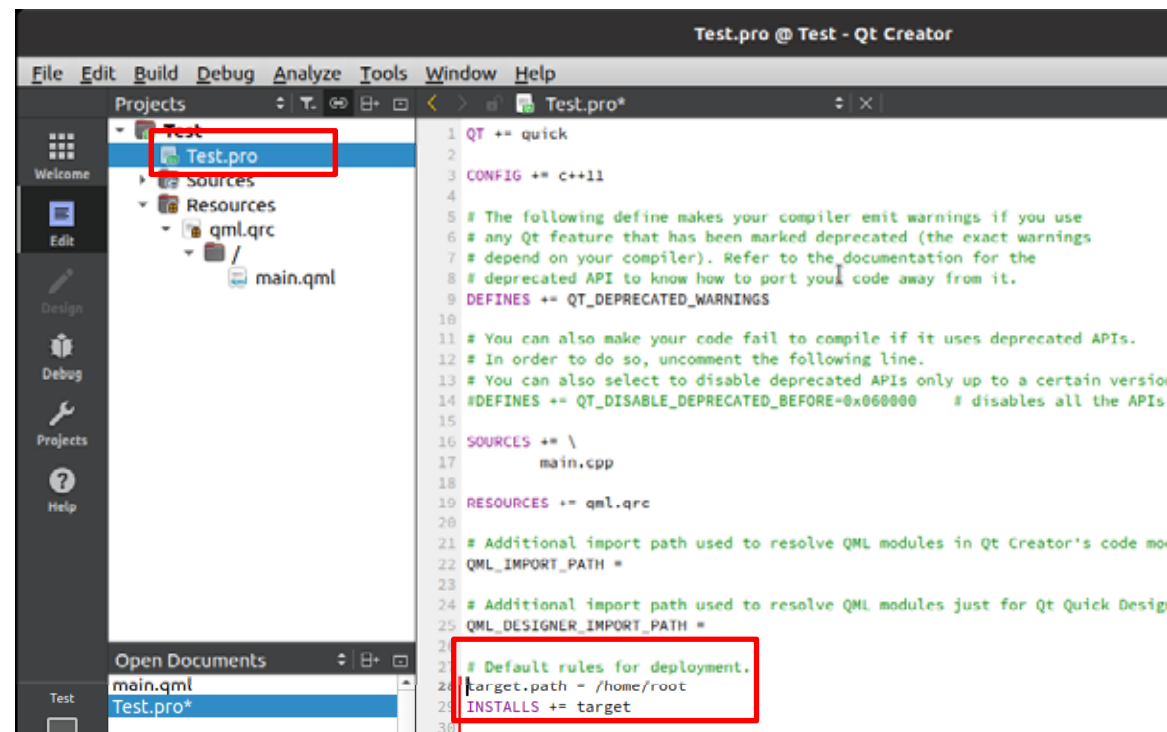 Test.pro @ Test - Qt Creator
File Edit Build Debug Analyze Tools Window Help
Projects
Test.pro*
Test
Test.pro
Sources
Resources
qml.qrc
/
main.qml
Welcome
Edit
Design
Debug
Projects
Help
1 QT += quick
2
3 CONFIG += c++11
4
5 # The following define makes your compiler emit warnings if you use
6 # any Qt feature that has been marked deprecated (the exact warnings
7 # depend on your compiler). Refer to the documentation for the
8 # deprecated API to know how to port your code away from it.
9 DEFINES += QT_DEPRECATED_WARNINGS
10
11 # You can also make your code fail to compile if it uses deprecated APIs.
12 # In order to do so, uncomment the following line.
13 # You can also select to disable deprecated APIs only up to a certain version
14 #DEFINES += QT_DISABLE_DEPRECATED_BEFORE=0x060000 # disables all the APIs
15
16 SOURCES += \
17 main.cpp
18
19 RESOURCES += qml.qrc
20
21 # Additional import path used to resolve QML modules in Qt Creator's code mo
22 QML_IMPORT_PATH =
23
24 # Additional import path used to resolve QML modules just for Qt Quick Desig
25 QML_DESIGNER_IMPORT_PATH =
26
27 # Default rules for deployment.
28 target.path = /home/root
29 INSTALLS += target
30
Open Documents
main.qml
Test.pro*
Test